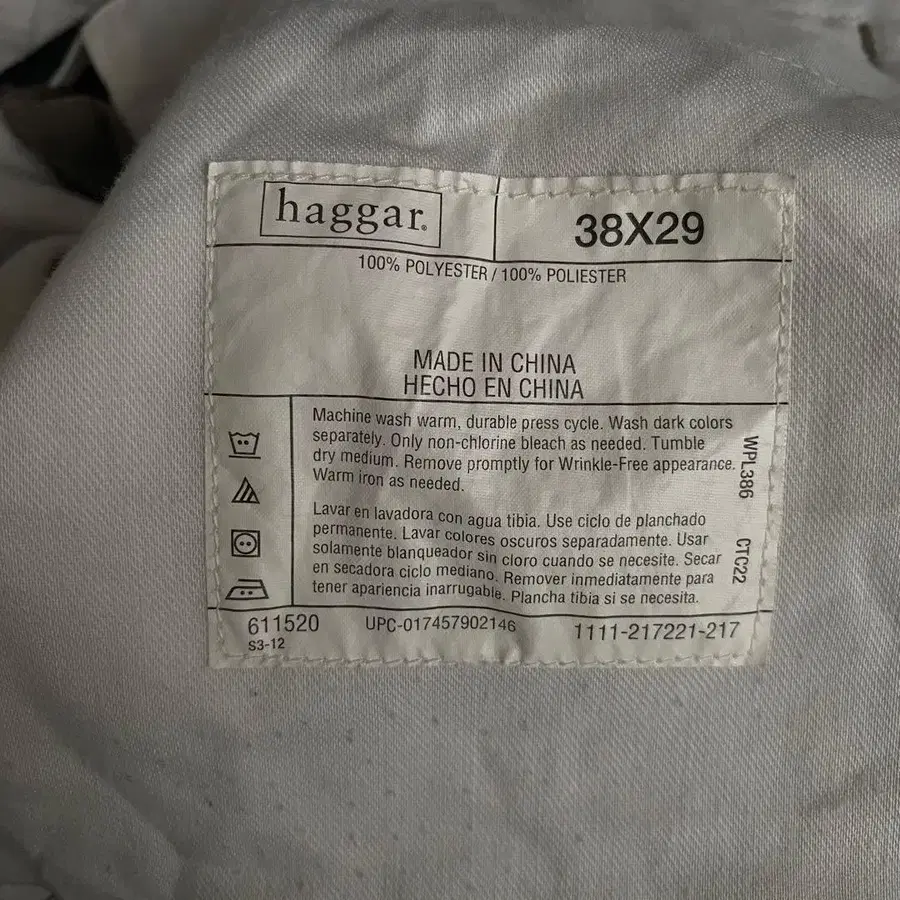 haggar.
38X29
100% POLYESTER / 100% POLIESTER
MADE IN CHINA
HECHO EN CHINA
Machine wash warm, durable press cycle. Wash dark colors
separately. Only non-chlorine bleach as needed. Tumble
dry medium. Remove promptly for Wrinkle-Free appearance.
Warm iron as needed.
Lavar en lavadora con agua tibia. Use ciclo de planchado
permanente. Lavar colores oscuros separadamente. Usar
solamente blanqueador sin cloro cuando se necesite. Secar
en secadora ciclo mediano. Remover inmediatamente para
tener apariencia inarrugable. Plancha tibia si se necesita.
WPL386
CTC22
611520
S3-12
UPC-017457902146
1111-217221-217